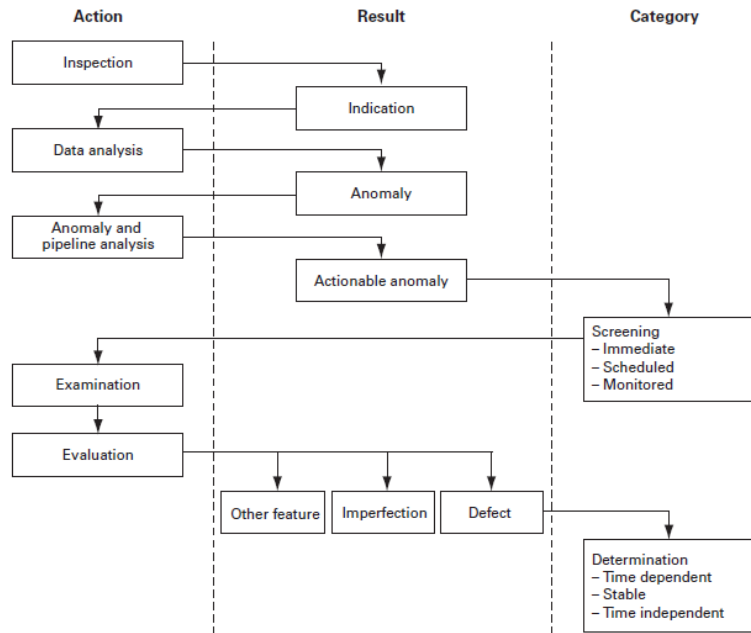 Action
Result
Category
Inspection
Indication
Data analysis
Anomaly
Anomaly and
pipeline analysis
Actionable anomaly
Screening
– Immediate
– Scheduled
– Monitored
Examination
Evaluation
Other feature
Imperfection
Defect
Determination
– Time dependent
– Stable
– Time independent